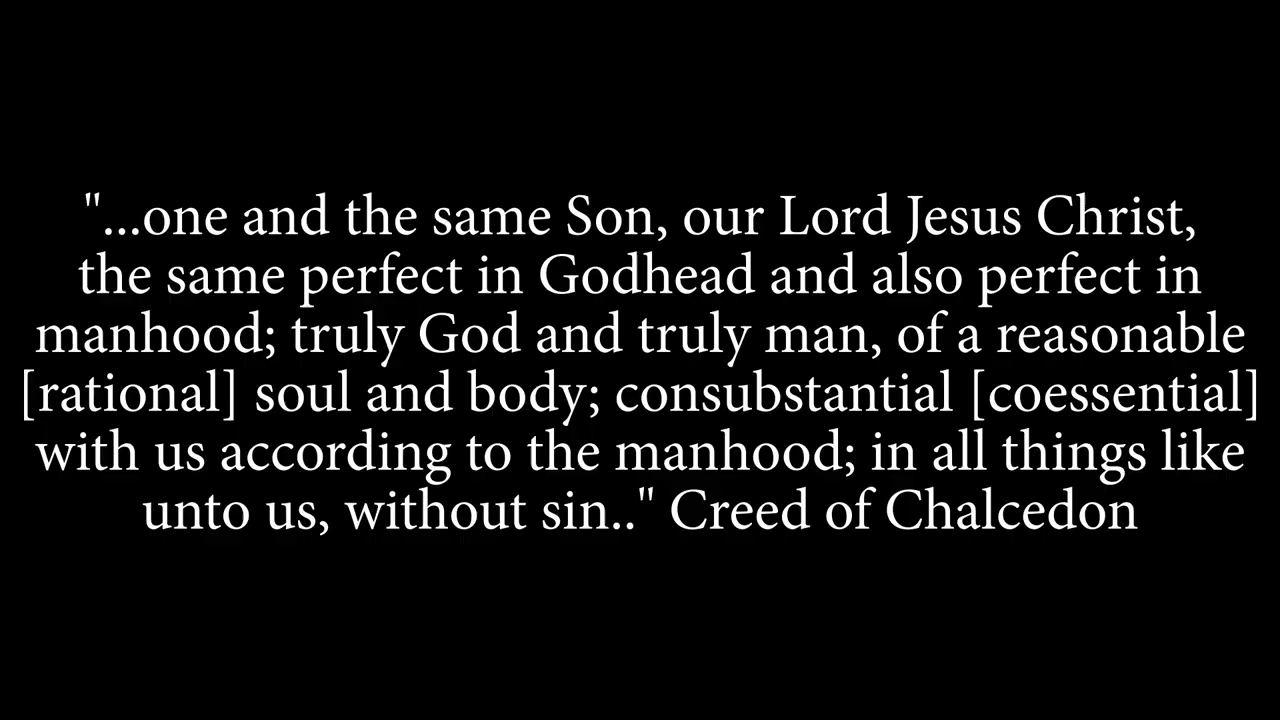 "...one and the same Son, our Lord Jesus Christ,
the same perfect in Godhead and also perfect in
manhood; truly God and truly man, of a reasonable
[rational] soul and body; consubstantial [coessential]
with us according to the manhood; in all things like
unto us, without sin.." Creed of Chalcedon